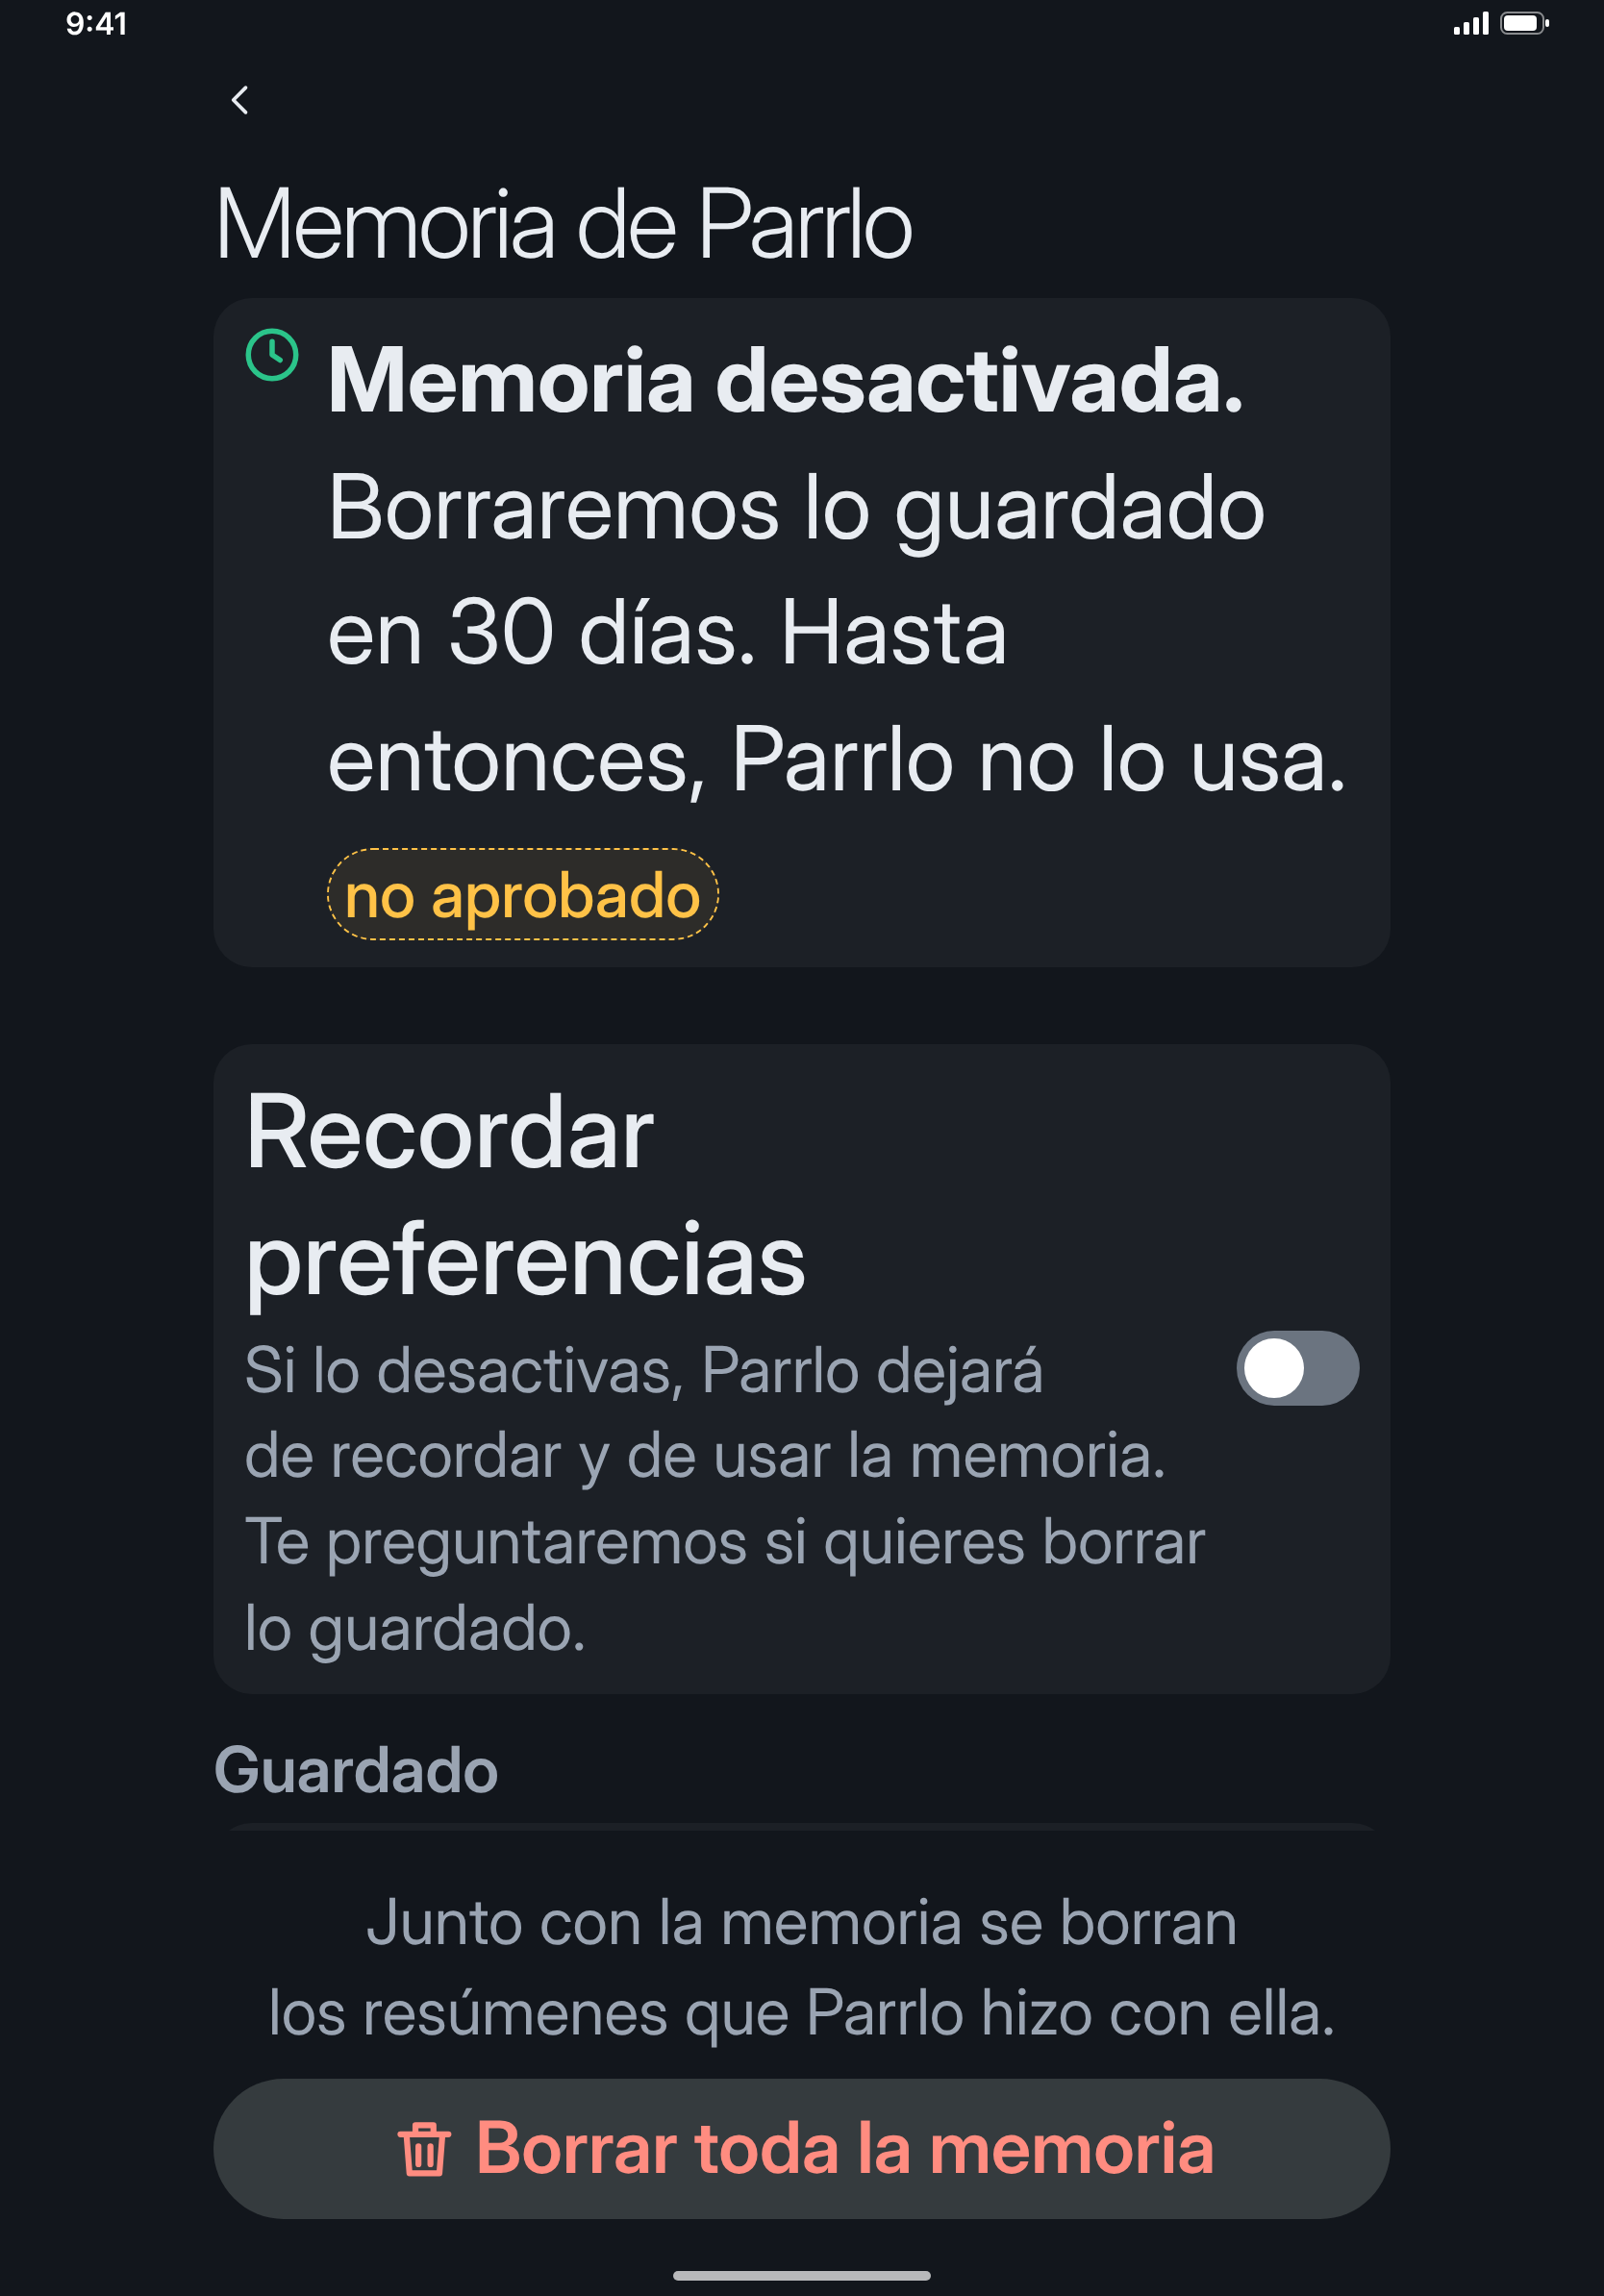 9:41
Memoria de Parrlo
Memoria desactivada.
Borraremos lo guardado
en 30 días. Hasta
entonces, Parrlo no lo usa.
no aprobado
Recordar
preferencias
Si lo desactivas, Parrlo dejará
de recordar y de usar la memoria.
Te preguntaremos si quieres borrar
lo guardado.
Guardado
Junto con la memoria se borran
los resúmenes que Parrlo hizo con ella.
Borrar toda la memoria